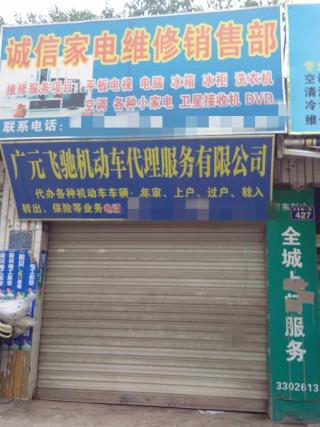 诚信家电维修销售部
维修服务项目：平板电视 电脑 冰箱 冰柜 洗衣机
空调 各种小家电 卫星接收机 DVD
联系电话：
广元飞驰机动车代理服务有限公司
代办各种机动车车辆：年审、上户、过户、转入
转出、保险等业务电话
427
全城上 服务
3302613